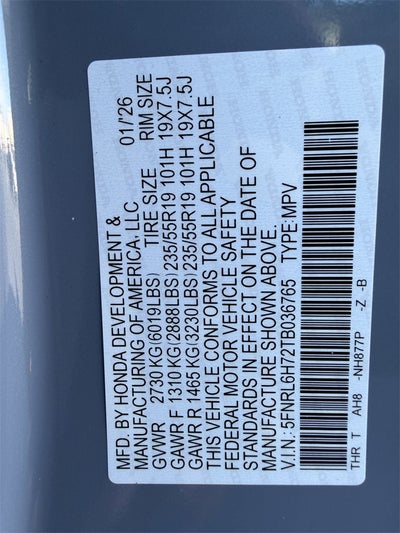 MFD. BY HONDA DEVELOPMENT &
MANUFACTURING OF AMERICA, LLC 01/'26
GVWR 2730 KG(6019LBS) TIRE SIZE RIM SIZE
GAWR F 1310 KG(2888LBS)235/55R19 101H 19X7.5J
GAWR R 1465 KG(3230LBS)235/55R19 101H 19X7.5J
THIS VEHICLE CONFORMS TO ALL APPLICABLE
FEDERAL MOTOR VEHICLE SAFETY
STANDARDS IN EFFECT ON THE DATE OF
MANUFACTURE SHOWN ABOVE.
V.I.N.: 5FNRL6H72TB036765 TYPE: MPV
THR T AH8 -NH877P -Z -B